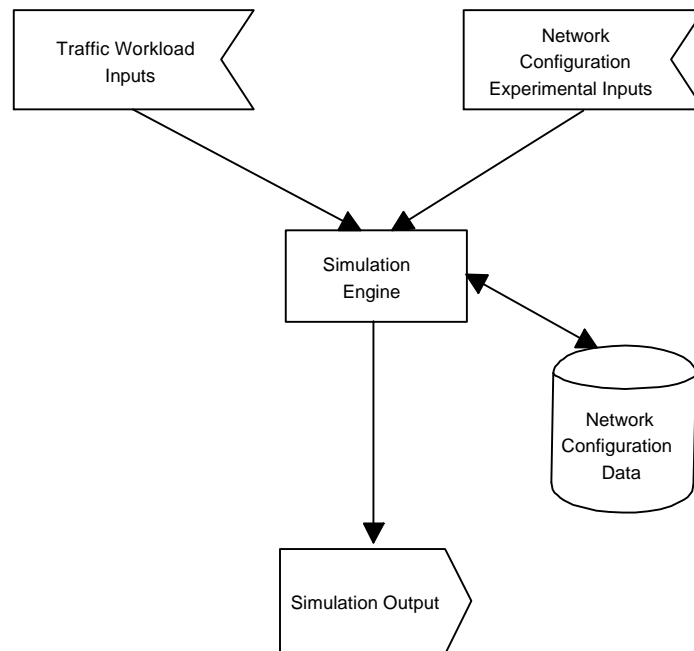 Traffic Workload
Inputs
Network
Configuration
Experimental Inputs
Simulation
Engine
Network
Configuration
Data
Simulation Output